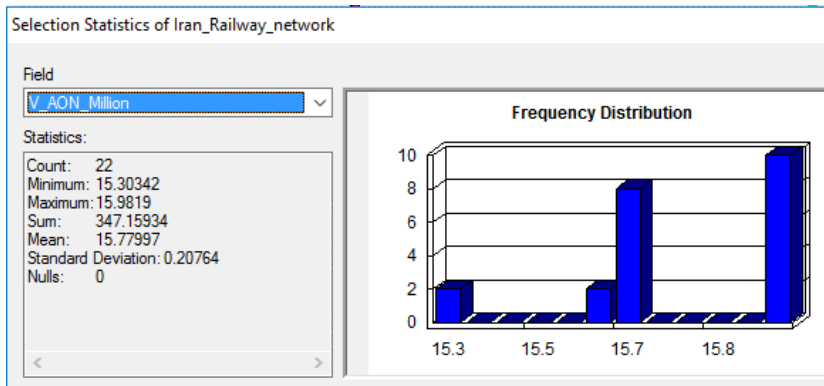 Selection Statistics of Iran_Railway_network
Field
V_AON_Million
Statistics:
Count: 22
Minimum: 15.30342
Maximum: 15.9819
Sum: 347.15934
Mean: 15.77997
Standard Deviation: 0.20764
Nulls: 0
Frequency Distribution
10
8
6
4
2
0
15.3 15.5 15.7 15.8